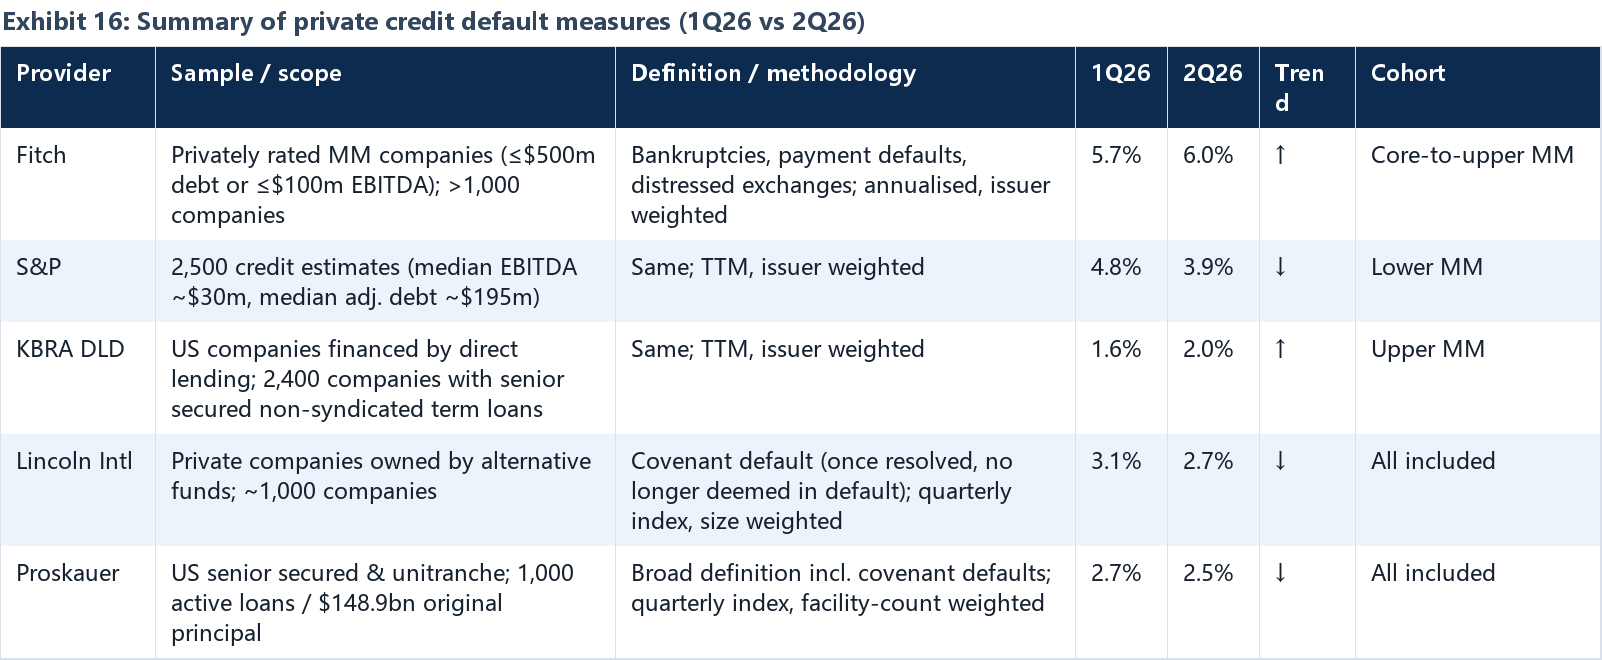 Exhibit 16: Summary of private credit default measures (1Q26 vs 2Q26)
Provider
Sample / scope
Definition / methodology
1Q26
2Q26
Tren
d
Cohort
Fitch
Privately rated MM companies (≤$500m
debt or ≤$100m EBITDA); >1,000
companies
Bankruptcies, payment defaults,
distressed exchanges; annualised, issuer
weighted
5.7%
6.0%
↑
Core-to-upper MM
S&P
2,500 credit estimates (median EBITDA
~$30m, median adj. debt ~$195m)
Same; TTM, issuer weighted
4.8%
3.9%
↓
Lower MM
KBRA DLD
US companies financed by direct
lending; 2,400 companies with senior
secured non-syndicated term loans
Same; TTM, issuer weighted
1.6%
2.0%
↑
Upper MM
Lincoln Intl
Private companies owned by alternative
funds; ~1,000 companies
Covenant default (once resolved, no
longer deemed in default); quarterly
index, size weighted
3.1%
2.7%
↓
All included
Proskauer
US senior secured & unitranche; 1,000
active loans / $148.9bn original
principal
Broad definition incl. covenant defaults;
quarterly index, facility-count weighted
2.7%
2.5%
↓
All included